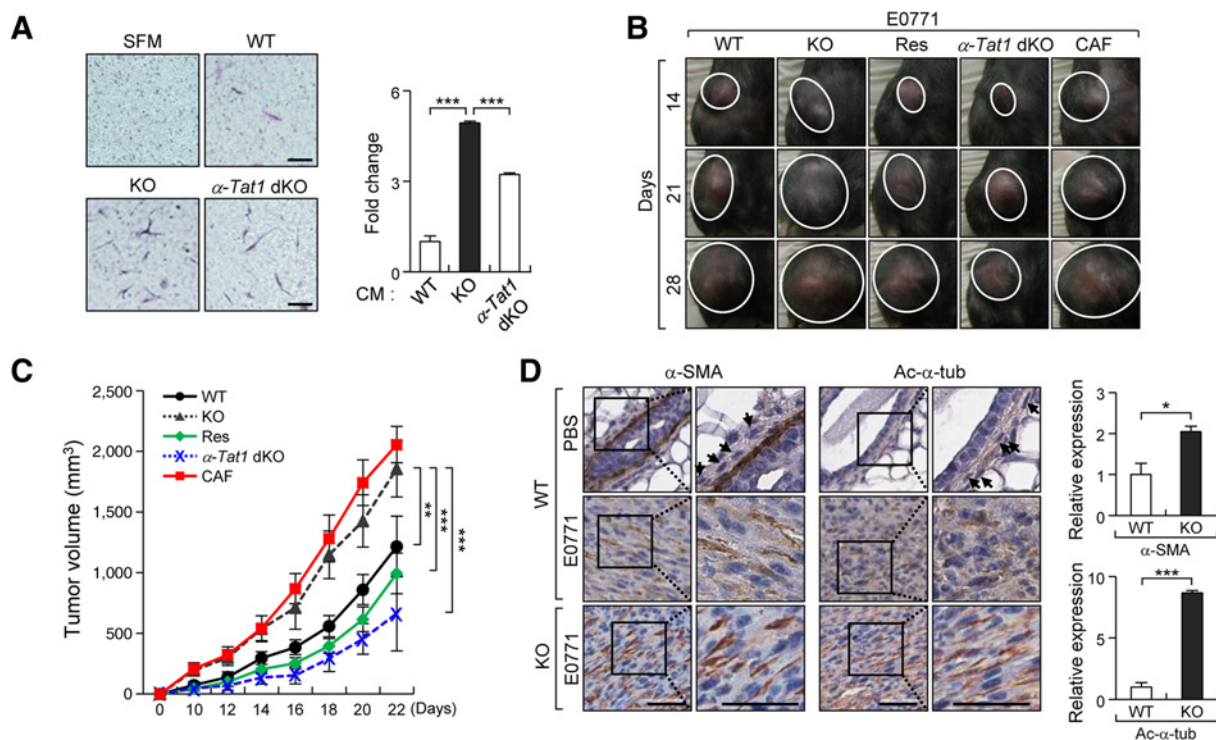 A
SFM
WT
KO
α-Tat1 dKO
Fold change
6
3
0
***
***
CM :
WT
KO
α-Tat1
dKO
B
E0771
WT
KO
Res
α-Tat1 dKO
CAF
Days
14
21
28
C
Tumor volume (mm³)
2,500
2,000
1,500
1,000
500
0
WT
KO
Res
α-Tat1 dKO
CAF
**
***
***
0 10 12 14 16 18 20 22 (Days)
D
α-SMA
Ac-α-tub
WT
PBS
E0771
KO
E0771
Relative expression
3
2
1
0
*
WT
KO
α-SMA
Relative expression
10
5
0
***
WT
KO
Ac-α-tub